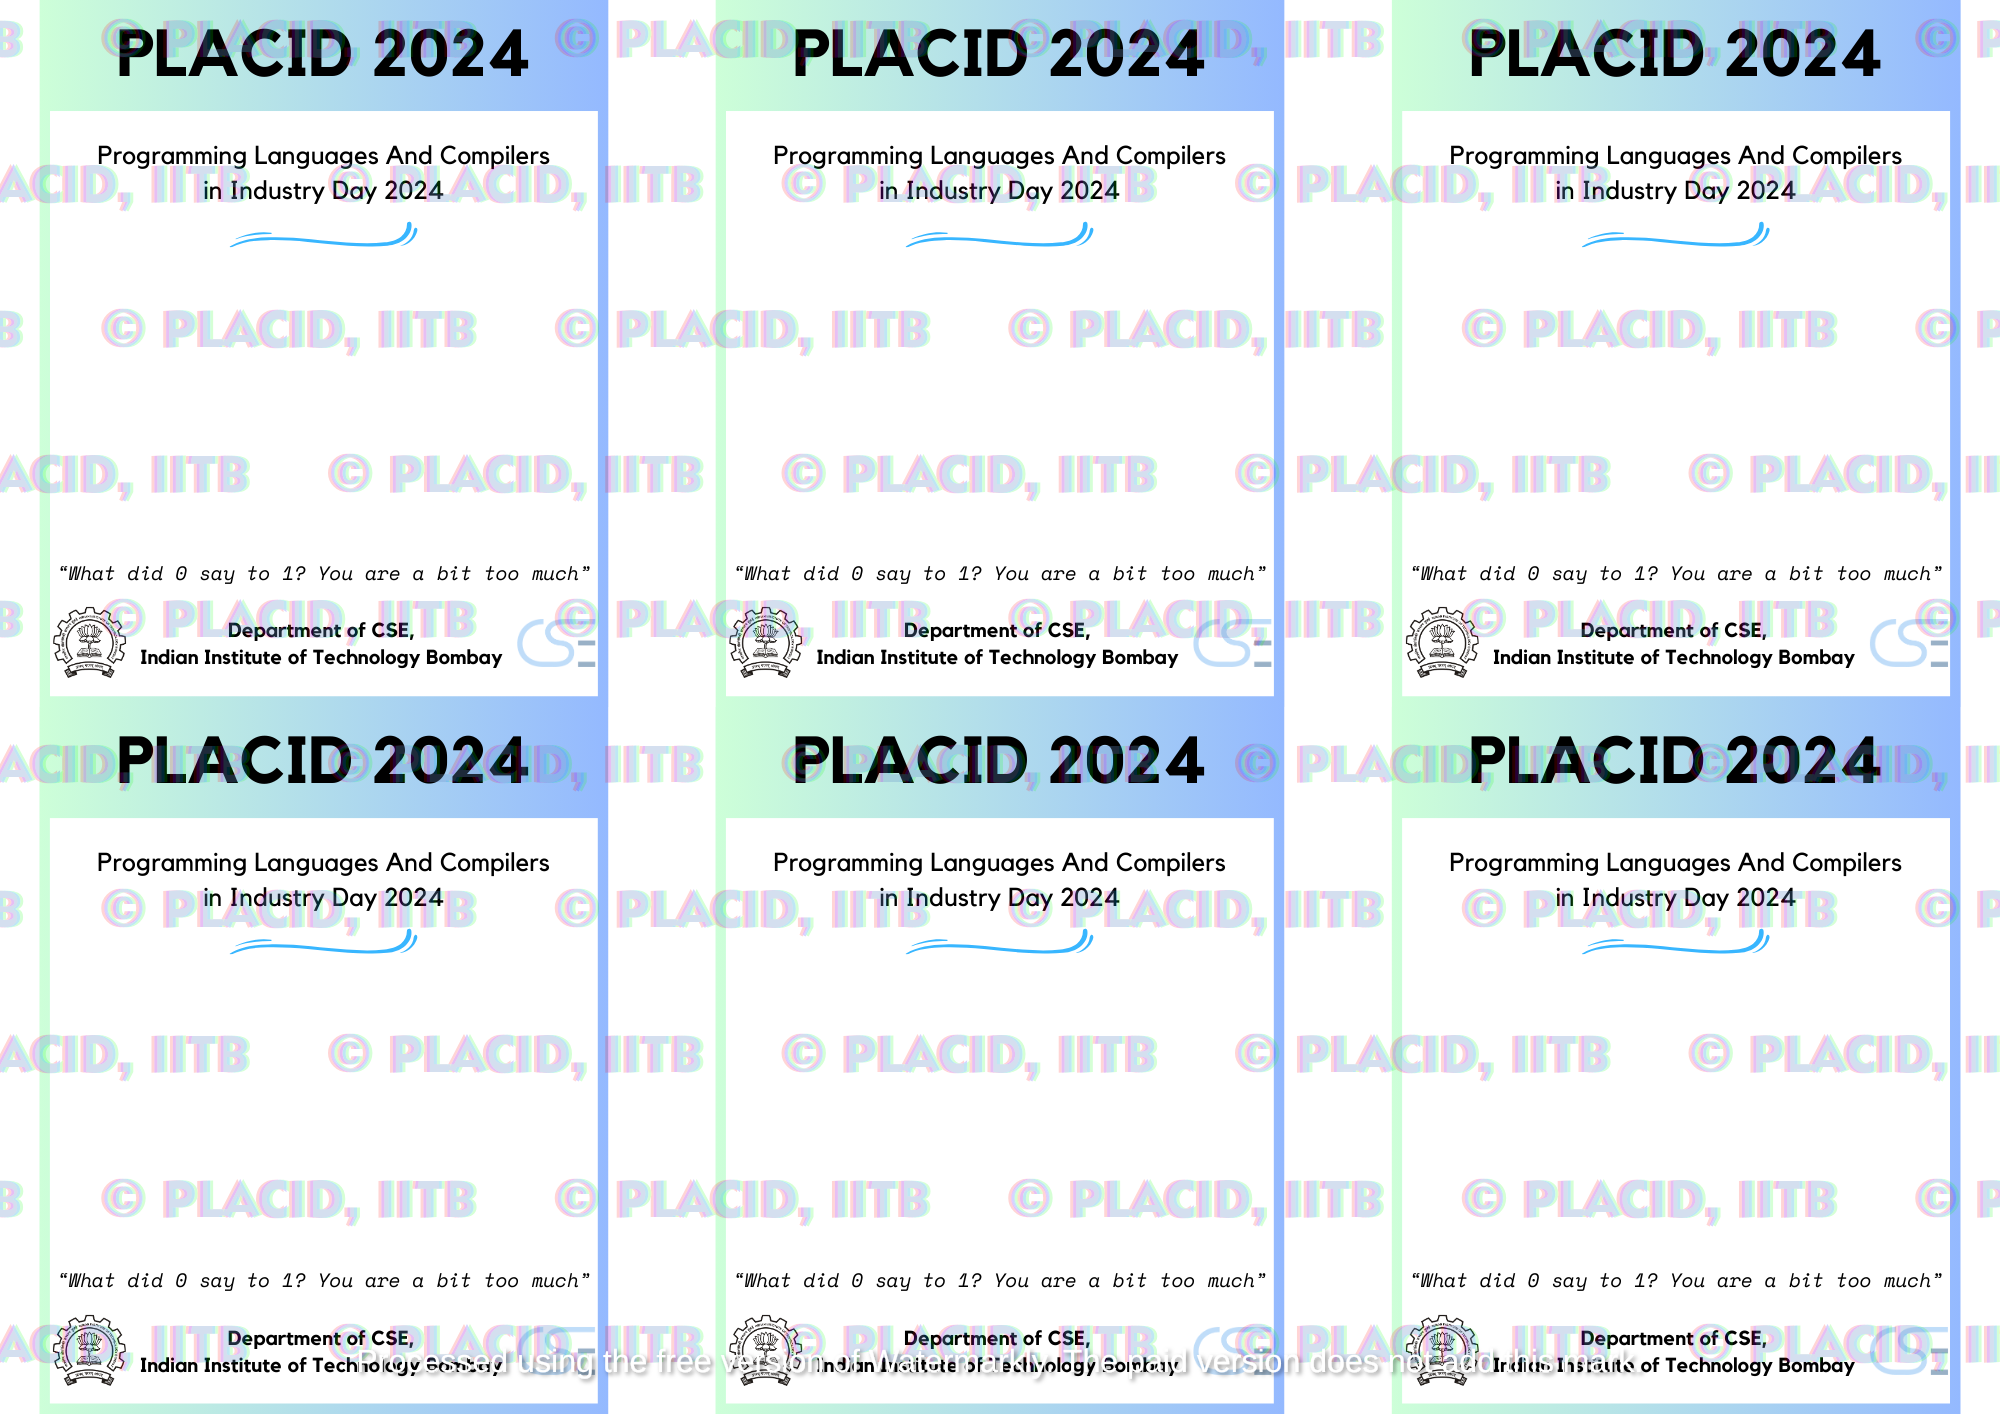 PLACID 2024
Programming Languages And Compilers
in Industry Day 2024
“What did 0 say to 1? You are a bit too much”
Department of CSE,
Indian Institute of Technology Bombay
CSE
PLACID 2024
Programming Languages And Compilers
in Industry Day 2024
“What did 0 say to 1? You are a bit too much”
Department of CSE,
Indian Institute of Technology Bombay
CSE
PLACID 2024
Programming Languages And Compilers
in Industry Day 2024
“What did 0 say to 1? You are a bit too much”
Department of CSE,
Indian Institute of Technology Bombay
CSE
PLACID 2024
Programming Languages And Compilers
in Industry Day 2024
“What did 0 say to 1? You are a bit too much”
Department of CSE,
Indian Institute of Technology Bombay
CSE
PLACID 2024
Programming Languages And Compilers
in Industry Day 2024
“What did 0 say to 1? You are a bit too much”
Department of CSE,
Indian Institute of Technology Bombay
CSE
PLACID 2024
Programming Languages And Compilers
in Industry Day 2024
“What did 0 say to 1? You are a bit too much”
Department of CSE,
Indian Institute of Technology Bombay
CSE
© PLACID, IITB
Processed using the free version of Watermarkly. The paid version does not add this mark.